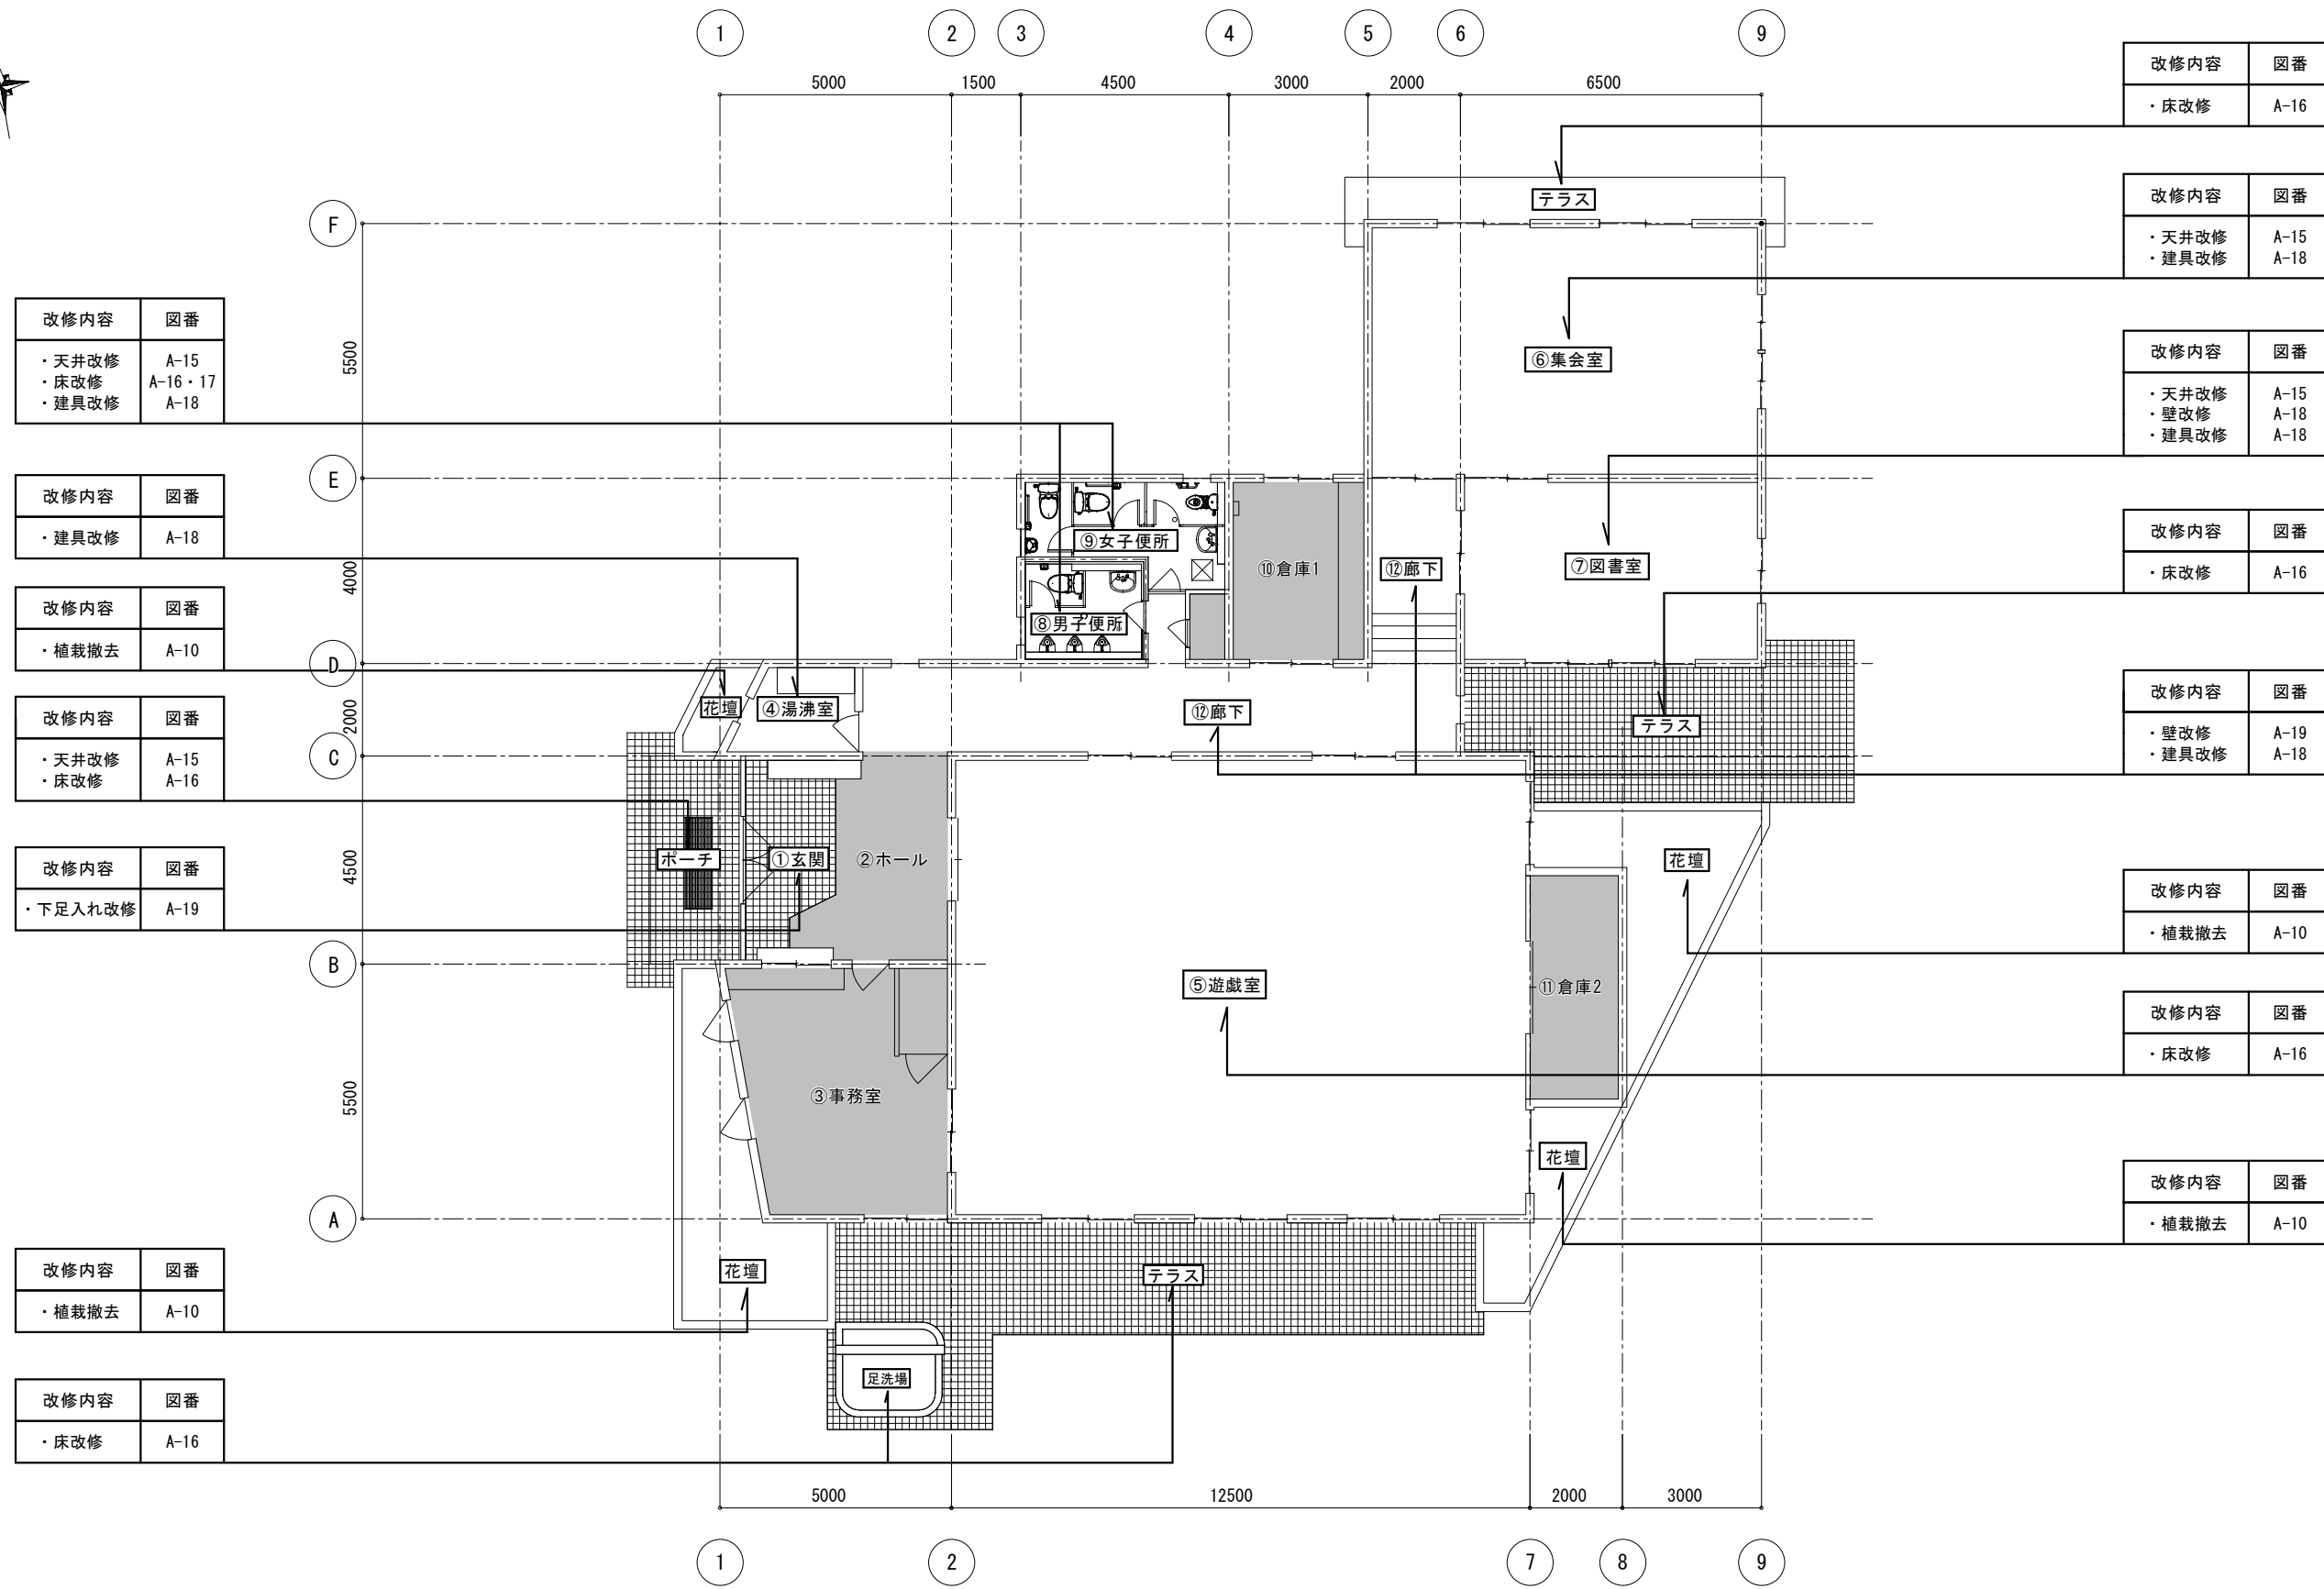 1 2 3 4 5 6 9
5000 1500 4500 3000 2000 6500
改修内容 図番
・床改修 A-16
テラス
改修内容 図番
・天井改修 A-15
・建具改修 A-18
F
改修内容 図番
・天井改修 A-15
・床改修 A-16・17
・建具改修 A-18
5500
⑥集会室
改修内容 図番
・天井改修 A-15
・壁改修 A-18
・建具改修 A-18
E
改修内容 図番
・建具改修 A-18
⑨女子便所
⑩倉庫1
⑫廊下
⑦図書室
改修内容 図番
・床改修 A-16
4000
改修内容 図番
・植栽撤去 A-10
⑧男子便所
D
改修内容 図番
・天井改修 A-15
・床改修 A-16
2000
花壇
④湯沸室
⑫廊下
テラス
改修内容 図番
・壁改修 A-19
・建具改修 A-18
C
改修内容 図番
・下足入れ改修 A-19
4500
ポーチ
①玄関
②ホール
花壇
改修内容 図番
・植栽撤去 A-10
B
⑤遊戯室
⑪倉庫2
改修内容 図番
・床改修 A-16
5500
③事務室
花壇
改修内容 図番
・植栽撤去 A-10
A
改修内容 図番
・植栽撤去 A-10
花壇
テラス
改修内容 図番
・床改修 A-16
足洗場
5000 12500 2000 3000
1 2 7 8 9